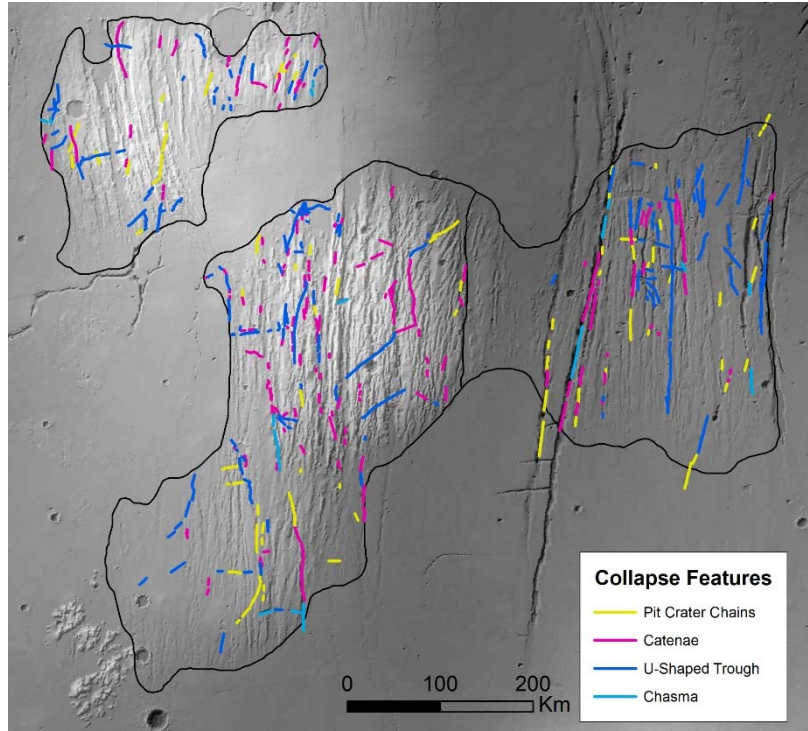 Collapse Features
Pit Crater Chains
Catenae
U-Shaped Trough
Chasma
0 100 200
Km